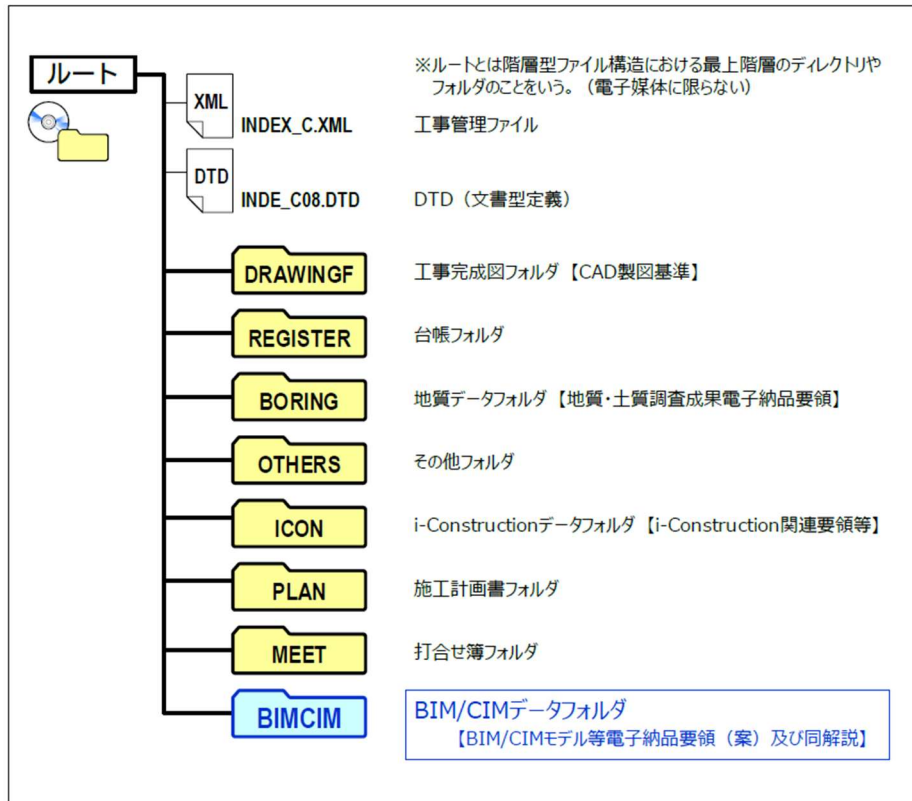 ルート
※ルートとは階層型ファイル構造における最上階層のディレクトリや
フォルダのことをいう。（電子媒体に限らない）
XML
INDEX_C.XML 工事管理ファイル
DTD
INDE_C08.DTD DTD（文書型定義）
DRAWINGF 工事完成図フォルダ【CAD製図基準】
REGISTER 台帳フォルダ
BORING 地質データフォルダ【地質・土質調査成果電子納品要領】
OTHERS その他フォルダ
ICON i-Constructionデータフォルダ【i-Construction関連要領等】
PLAN 施工計画書フォルダ
MEET 打合せ簿フォルダ
BIMCIM BIM/CIMデータフォルダ
【BIM/CIMモデル等電子納品要領（案）及び同解説】